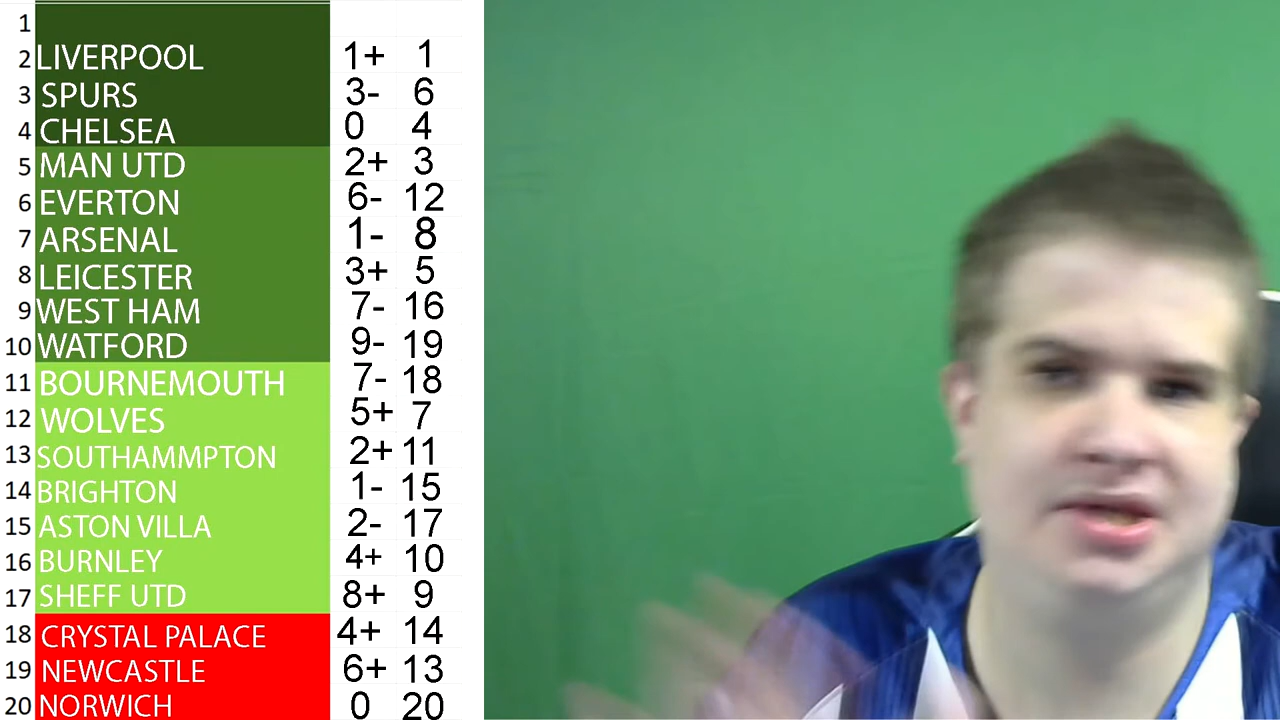 1
2 LIVERPOOL 1+ 1
3 SPURS 3- 6
4 CHELSEA 0 4
5 MAN UTD 2+ 3
6 EVERTON 6- 12
7 ARSENAL 1- 8
8 LEICESTER 3+ 5
9 WEST HAM 7- 16
10 WATFORD 9- 19
11 BOURNEMOUTH 7- 18
12 WOLVES 5+ 7
13 SOUTHAMMPTON 2+ 11
14 BRIGHTON 1- 15
15 ASTON VILLA 2- 17
16 BURNLEY 4+ 10
17 SHEFF UTD 8+ 9
18 CRYSTAL PALACE 4+ 14
19 NEWCASTLE 6+ 13
20 NORWICH 0 20